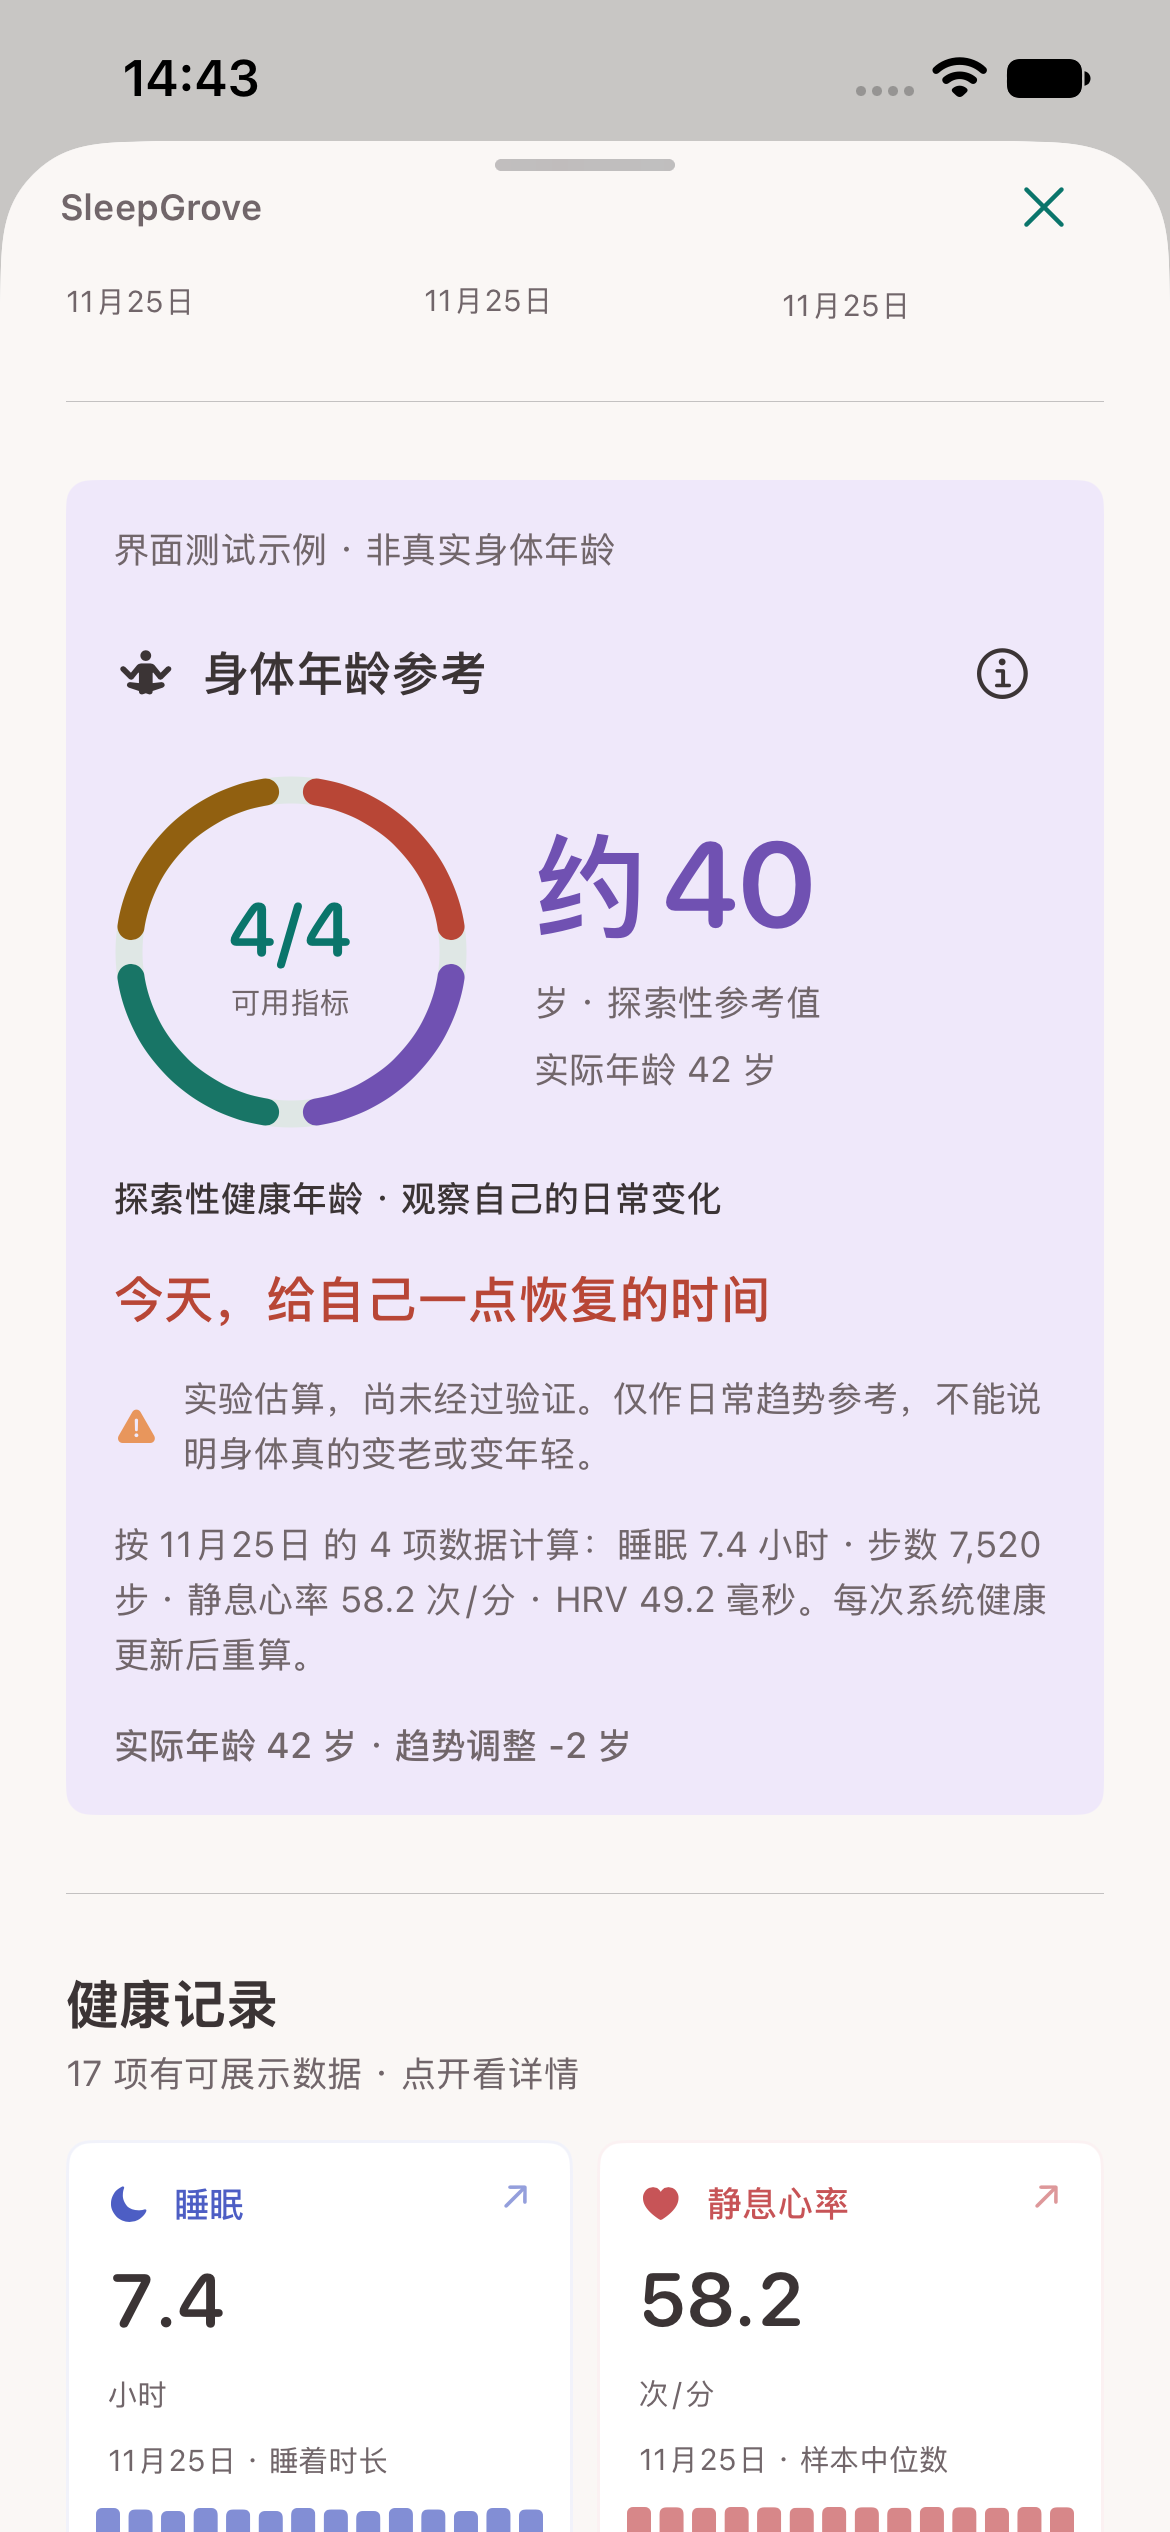 14:43
SleepGrove
11月25日
11月25日
11月25日
界面测试示例 · 非真实身体年龄
身体年龄参考
4/4
可用指标
约 40
岁 · 探索性参考值
实际年龄 42 岁
探索性健康年龄 · 观察自己的日常变化
今天，给自己一点恢复的时间
实验估算，尚未经过验证。仅作日常趋势参考，不能说
明身体真的变老或变年轻。
按 11月25日 的 4 项数据计算：睡眠 7.4 小时 · 步数 7,520
步 · 静息心率 58.2 次/分 · HRV 49.2 毫秒。每次系统健康
更新后重算。
实际年龄 42 岁 · 趋势调整 -2 岁
健康记录
17 项有可展示数据 · 点开看详情
睡眠
7.4
小时
11月25日 · 睡着时长
静息心率
58.2
次/分
11月25日 · 样本中位数